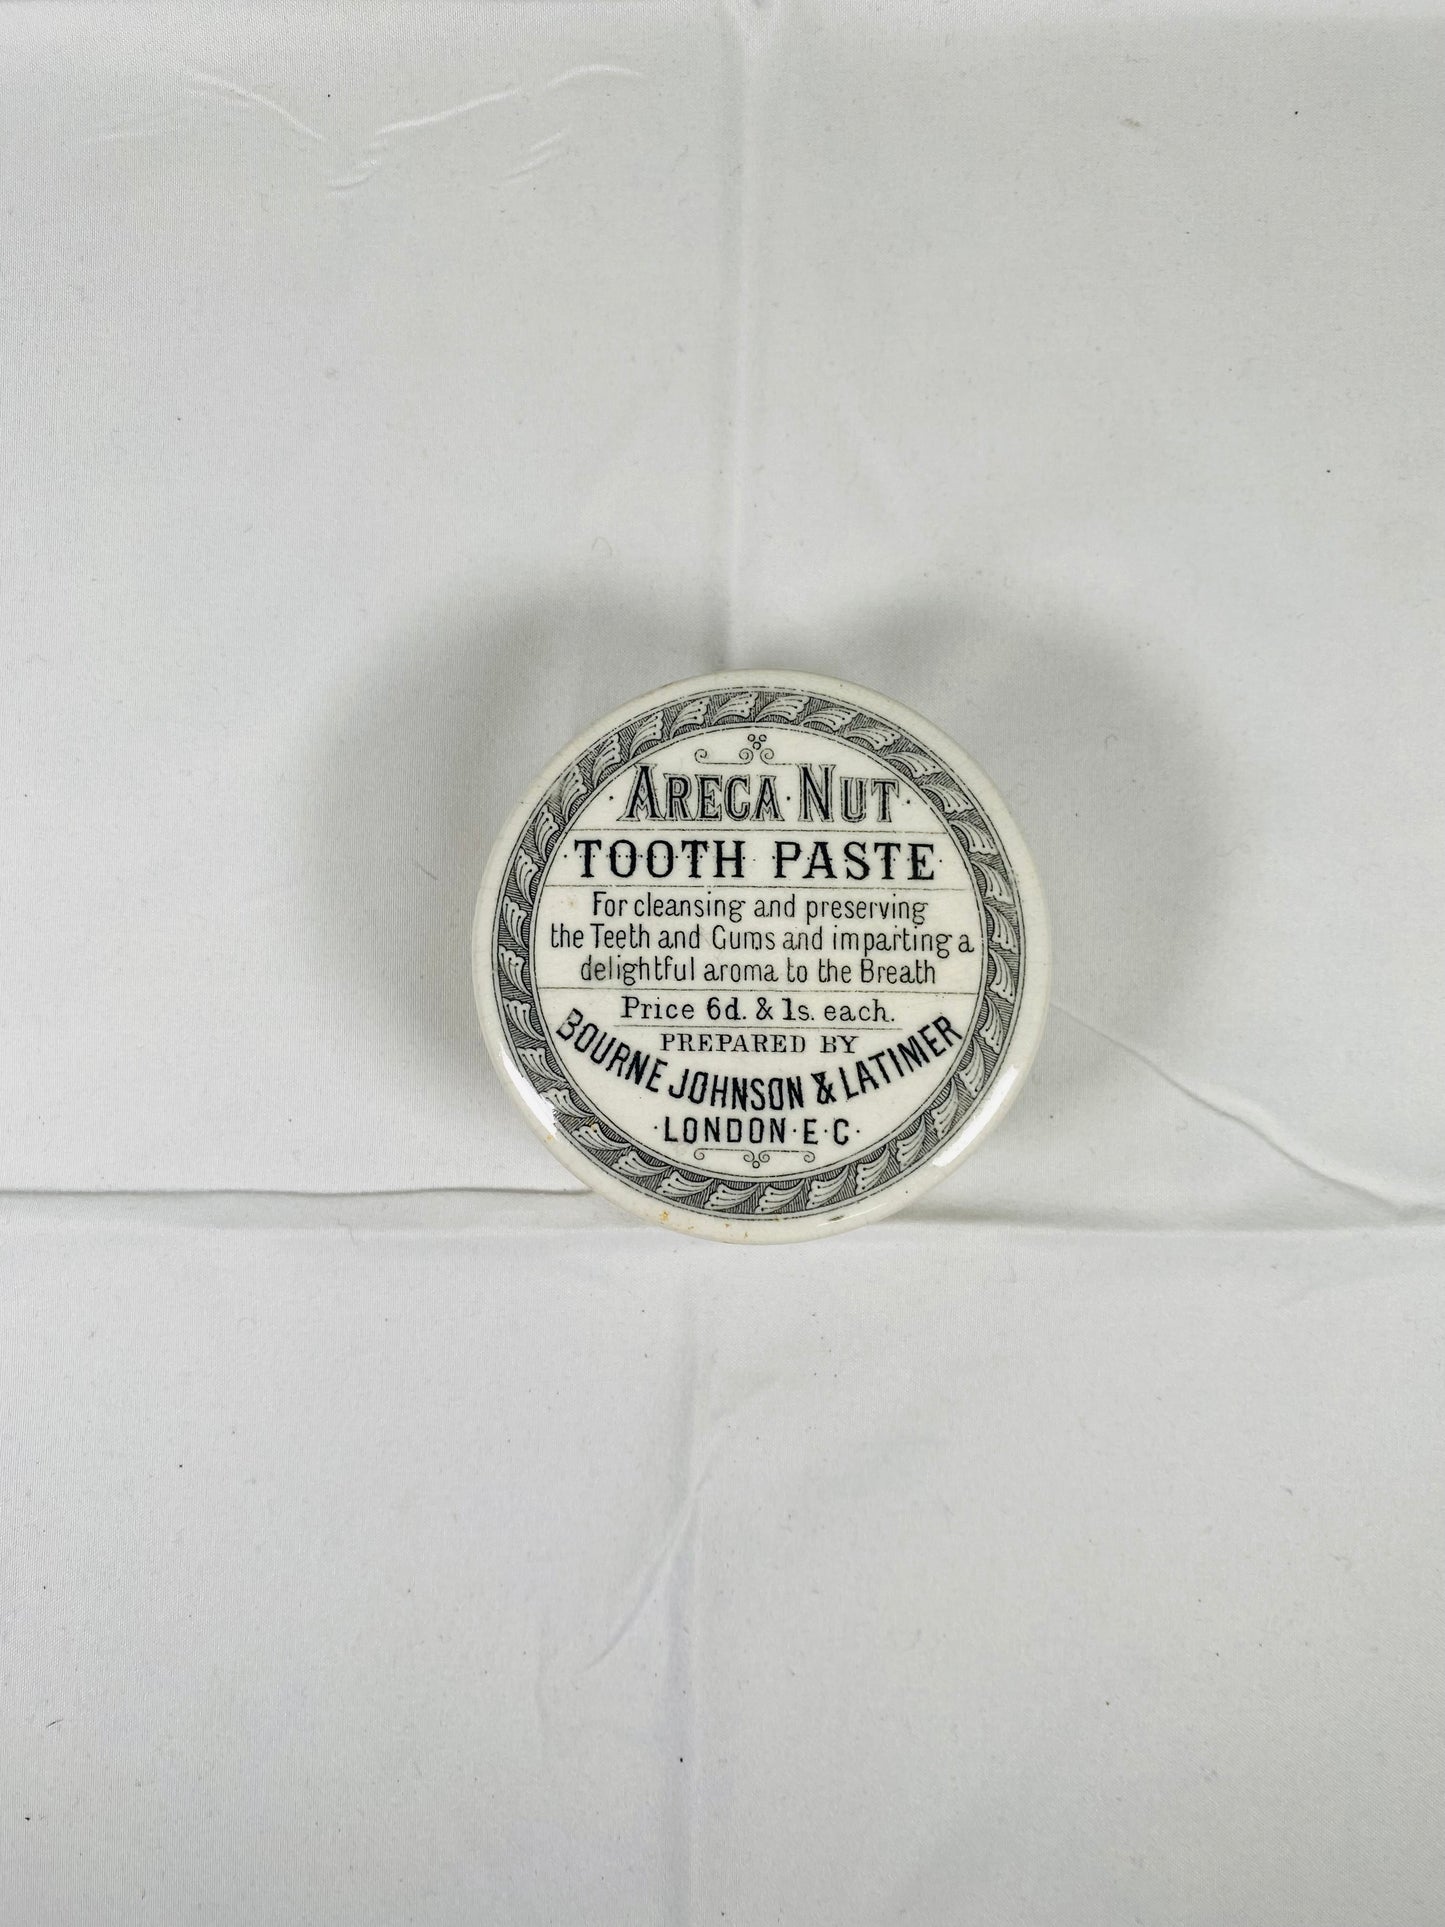 ARECA · NUT
TOOTH PASTE
For cleansing and preserving
the Teeth and Gums and imparting a
delightful aroma to the Breath
Price 6d. & 1s. each.
PREPARED BY
BOURNE JOHNSON & LATIMER
· LONDON · E · C ·